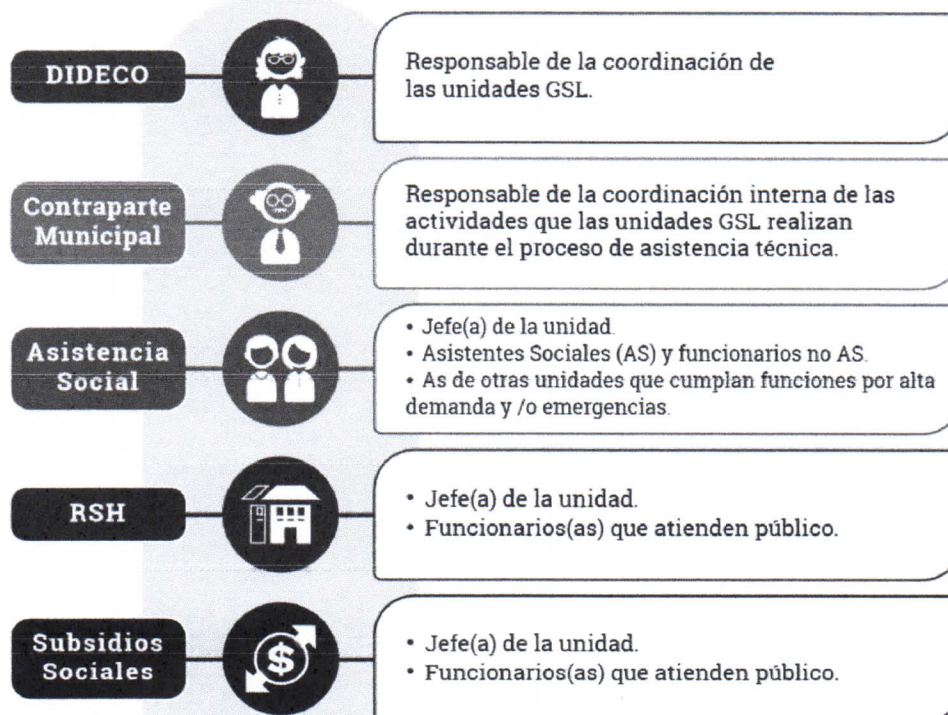 DIDECO
Responsable de la coordinación de
las unidades GSL.
Contraparte
Municipal
Responsable de la coordinación interna de las
actividades que las unidades GSL realizan
durante el proceso de asistencia técnica.
Asistencia
Social
• Jefe(a) de la unidad.
• Asistentes Sociales (AS) y funcionarios no AS.
• As de otras unidades que cumplan funciones por alta
demanda y /o emergencias.
RSH
• Jefe(a) de la unidad.
• Funcionarios(as) que atienden público.
Subsidios
Sociales
$
• Jefe(a) de la unidad.
• Funcionarios(as) que atienden público.